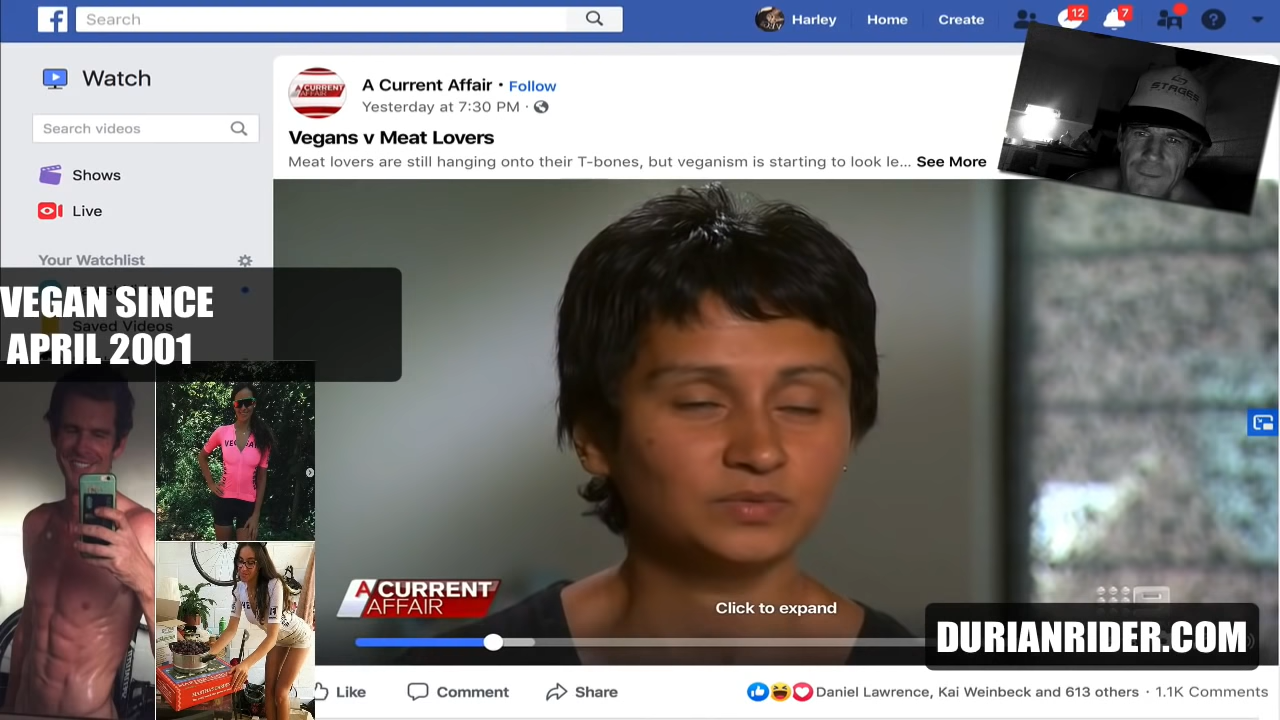 Search
Harley
Home
Create
12
7
Watch
A CURRENT
AFFAIR
A Current Affair · Follow
Yesterday at 7:30 PM ·
STAGES
Search videos
Vegans v Meat Lovers
Meat lovers are still hanging onto their T-bones, but veganism is starting to look le... See More
Shows
Live
Your Watchlist
VEGAN SINCE
Saved Videos
APRIL 2001
A CURRENT
AFFAIR
Click to expand
DURIANRIDER.COM
Like
Comment
Share
Daniel Lawrence, Kai Weinbeck and 613 others · 1.1K Comments